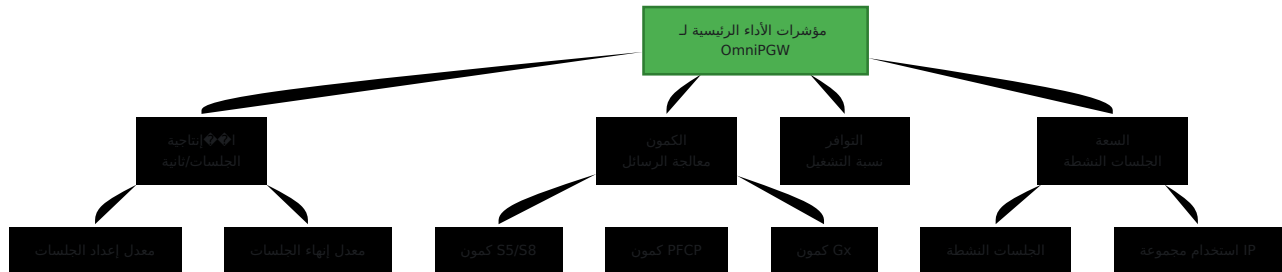 مؤشرات الأداء الرئيسية لـ
OmniPGW
ا��إنتاجية
الجلسات/ثانية
الكمون
معالجة الرسائل
التوافر
نسبة التشغيل
السعة
الجلسات النشطة
معدل إعداد الجلسات
معدل إنهاء الجلسات
كمون S5/S8
كمون PFCP
كمون Gx
الجلسات النشطة
استخدام مجموعة IP